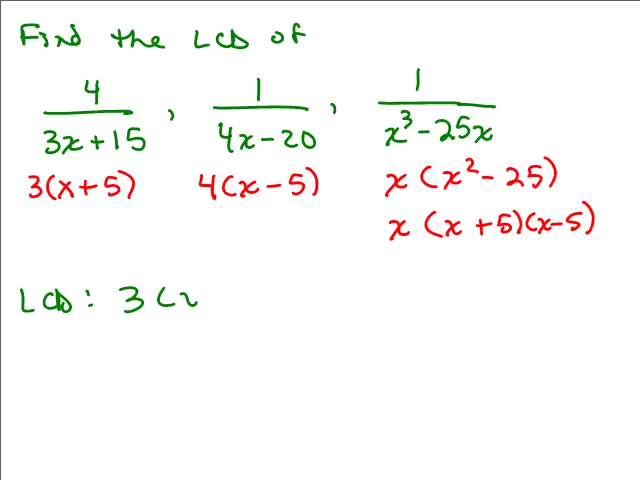 Find the LCD of
4/(3x+15), 1/(4x-20), 1/(x³-25x)
3(x+5) 4(x-5) x(x²-25)
x(x+5)(x-5)
LCD: 3(